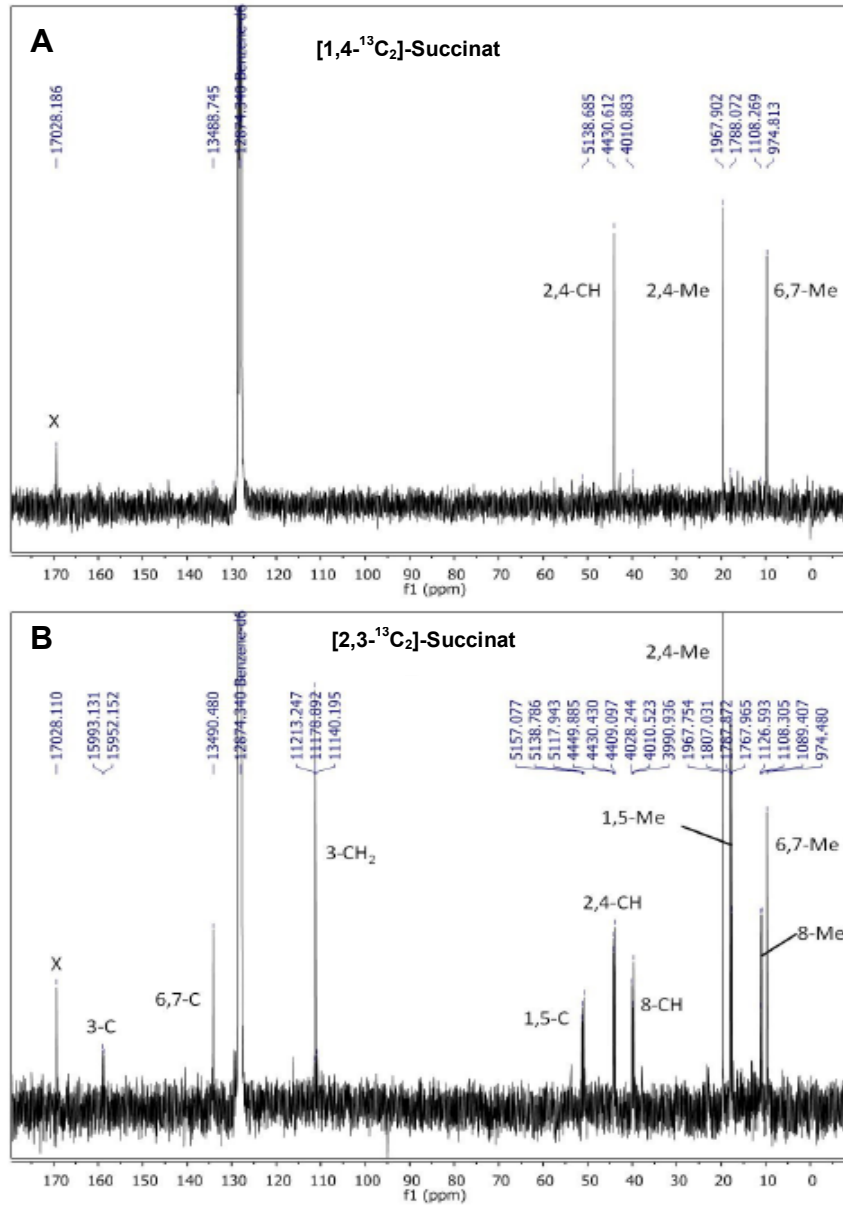 A
[1,4-¹³C₂]-Succinat
17028.186
13488.745
12874.340 Benzene-d6
5138.685
4430.612
4010.883
1967.902
1788.072
1108.269
974.813
2,4-CH
2,4-Me
6,7-Me
X
170 160 150 140 130 120 110 100 90 80 70 60 50 40 30 20 10 0
f1 (ppm)
B
[2,3-¹³C₂]-Succinat
2,4-Me
17028.110
15993.131
15952.152
13490.480
12874.340 Benzene-d6
11213.247
11178.892
11140.195
5157.077
5138.786
5117.943
4449.885
4430.430
4409.097
4028.244
4010.523
3990.936
1967.754
1807.031
1787.872
1767.965
1126.593
1108.305
1089.407
974.480
1,5-Me
3-CH₂
6,7-Me
2,4-CH
8-Me
X
6,7-C
3-C
1,5-C
8-CH
170 160 150 140 130 120 110 100 90 80 70 60 50 40 30 20 10 0
f1 (ppm)